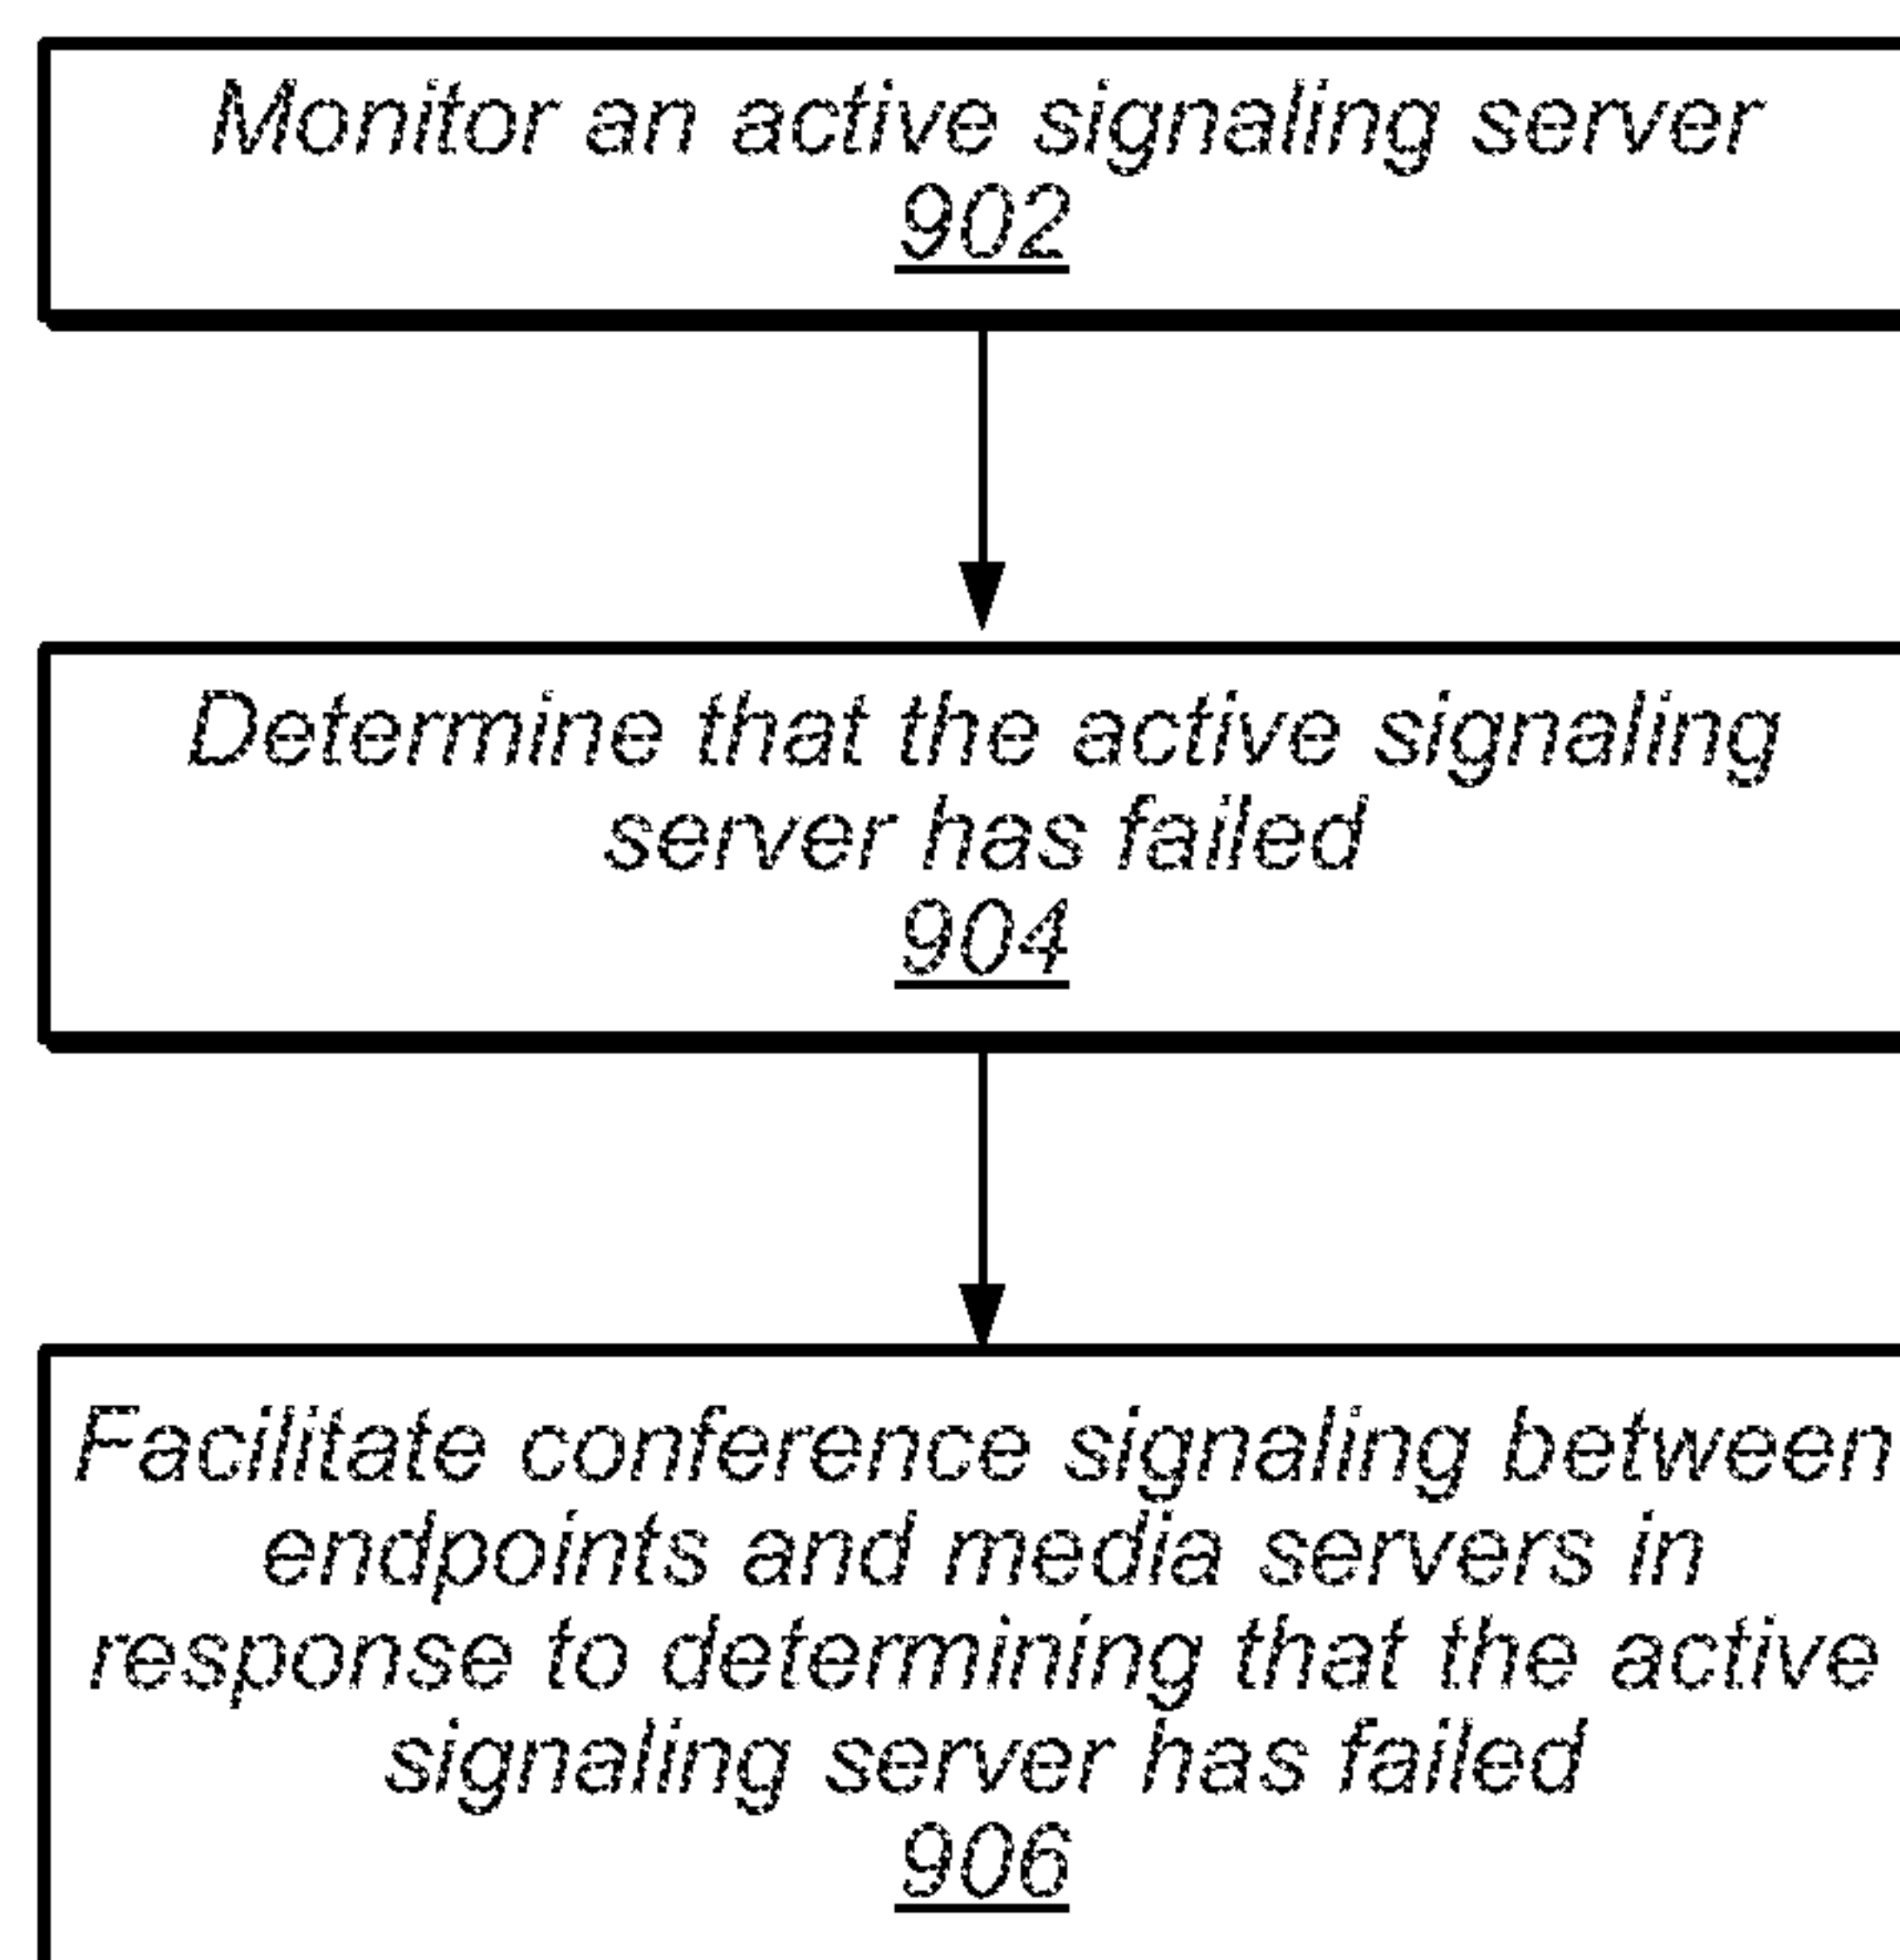 Monitor an active signaling server
902
Determine that the active signaling
server has failed
904
Facilitate conference signaling between
endpoints and media servers in
response to determining that the active
signaling server has failed
906